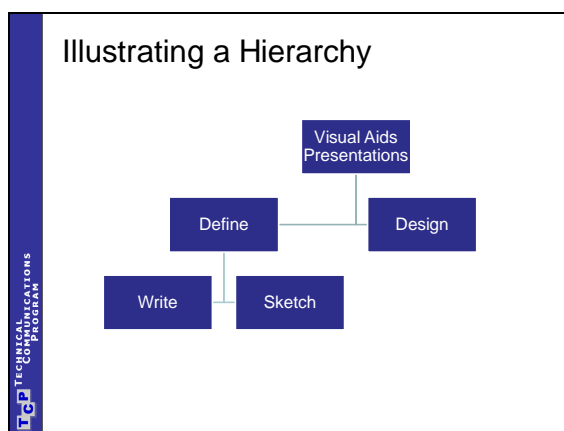 Illustrating a Hierarchy
Visual Aids
Presentations
Define
Design
Write
Sketch
TCP
TECHNICAL
COMMUNICATIONS
PROGRAM